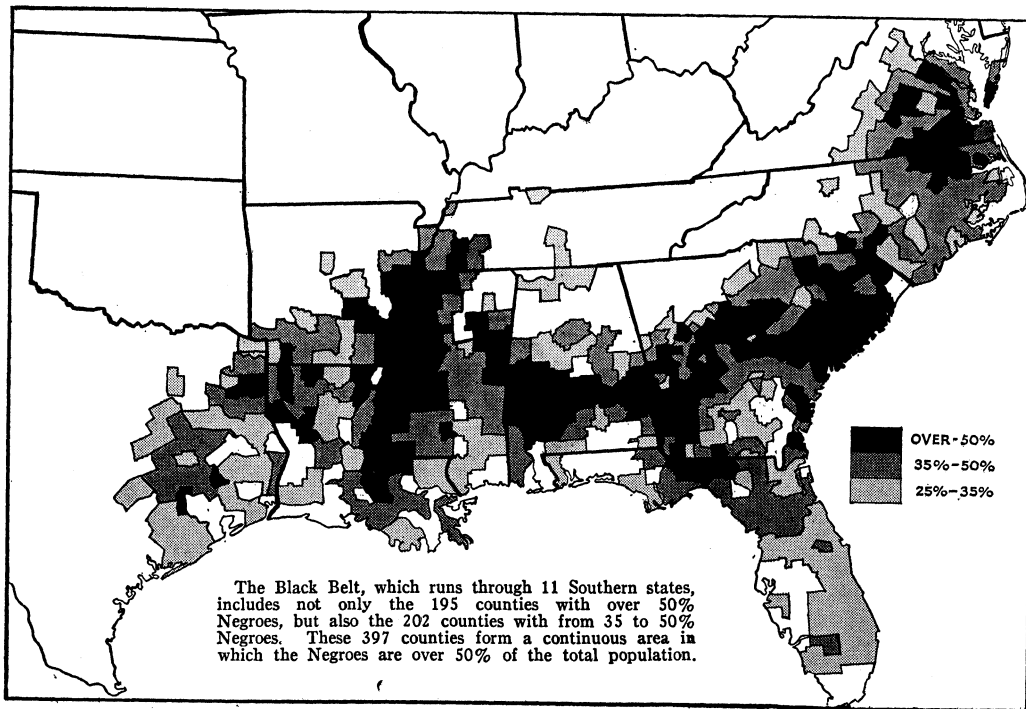 OVER-50%
35%-50%
25%-35%
The Black Belt, which runs through 11 Southern states,
includes not only the 195 counties with over 50%
Negroes, but also the 202 counties with from 35 to 50%
Negroes. These 397 counties form a continuous area in
which the Negroes are over 50% of the total population.